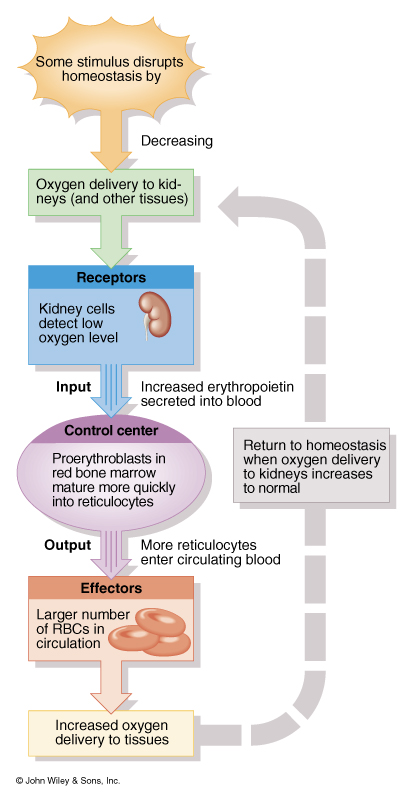 Some stimulus disrupts
homeostasis by
Decreasing
Oxygen delivery to kid-
neys (and other tissues)
Receptors
Kidney cells
detect low
oxygen level
Input
Increased erythropoietin
secreted into blood
Control center
Proerythroblasts in
red bone marrow
mature more quickly
into reticulocytes
Return to homeostasis
when oxygen delivery
to kidneys increases
to normal
Output
More reticulocytes
enter circulating blood
Effectors
Larger number
of RBCs in
circulation
Increased oxygen
delivery to tissues
© John Wiley & Sons, Inc.